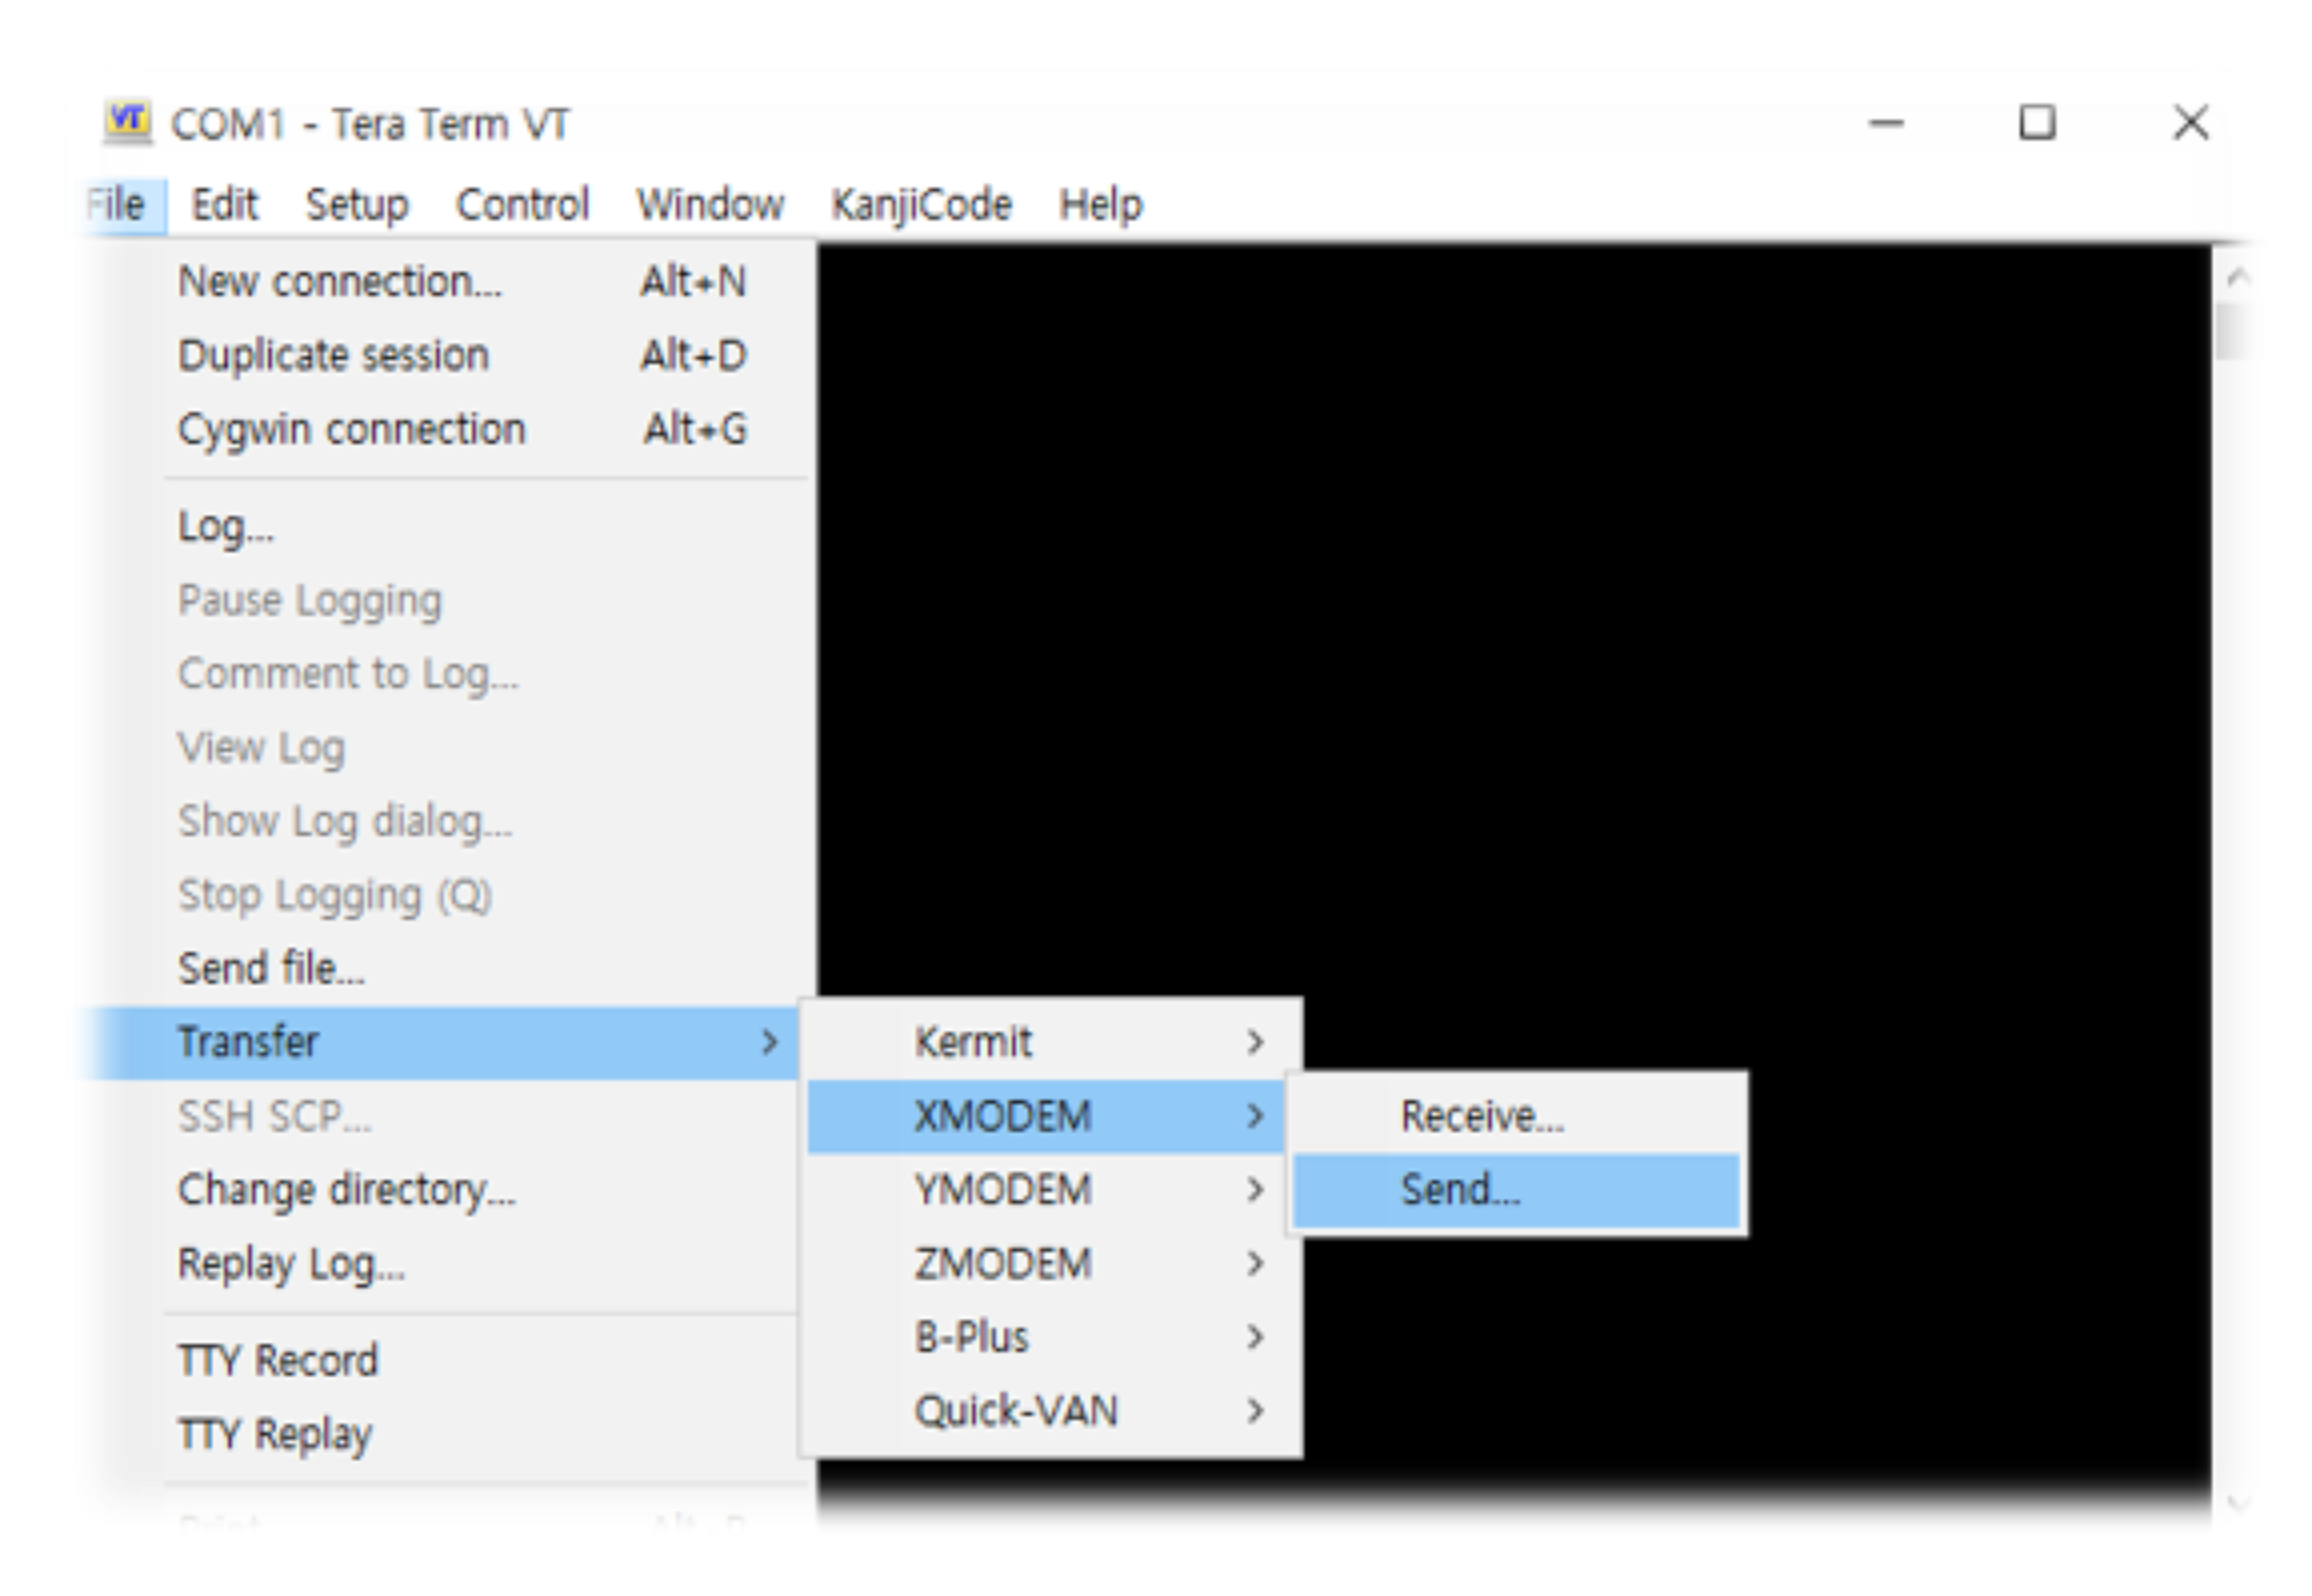 VT COM1 - Tera Term VT
File Edit Setup Control Window KanjiCode Help
New connection... Alt+N
Duplicate session Alt+D
Cygwin connection Alt+G
Log...
Pause Logging
Comment to Log...
View Log
Show Log dialog...
Stop Logging (Q)
Send file...
Transfer
SSH SCP...
Change directory...
Replay Log...
TTY Record
TTY Replay
Kermit
XMODEM
YMODEM
ZMODEM
B-Plus
Quick-VAN
Receive...
Send...